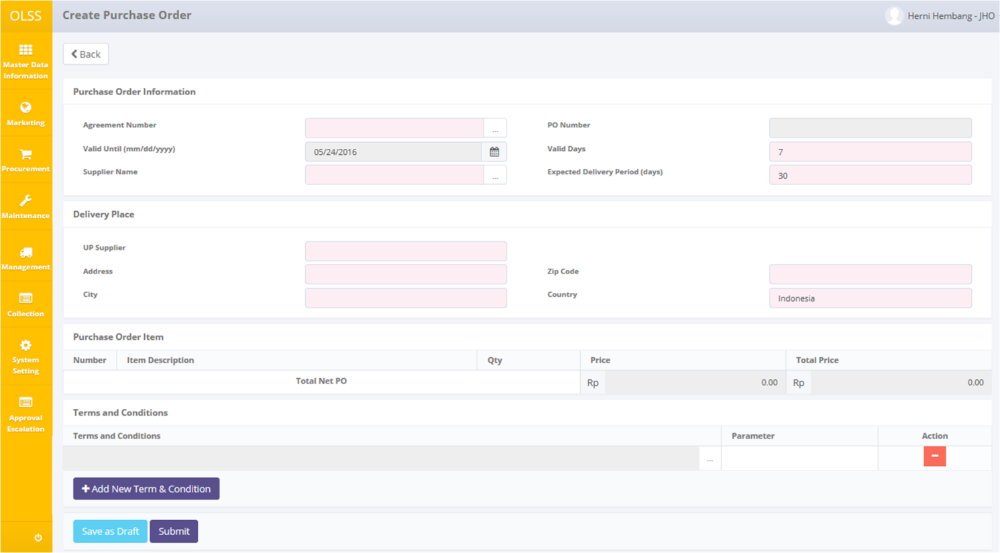 OLSS
Create Purchase Order
Herni Hembang - JHO
Master Data
Information
Marketing
Procurement
Maintenance
Management
Collection
System
Setting
Approval
Escalation
Back
Purchase Order Information
Agreement Number
...
PO Number
Valid Until (mm/dd/yyyy)
05/24/2016
Valid Days
7
Supplier Name
...
Expected Delivery Period (days)
30
Delivery Place
UP Supplier
Address
Zip Code
City
Country
Indonesia
Purchase Order Item
Number Item Description Qty Price Total Price
Total Net PO Rp 0.00 Rp 0.00
Terms and Conditions
Terms and Conditions Parameter Action
...
Add New Term & Condition
Save as Draft Submit